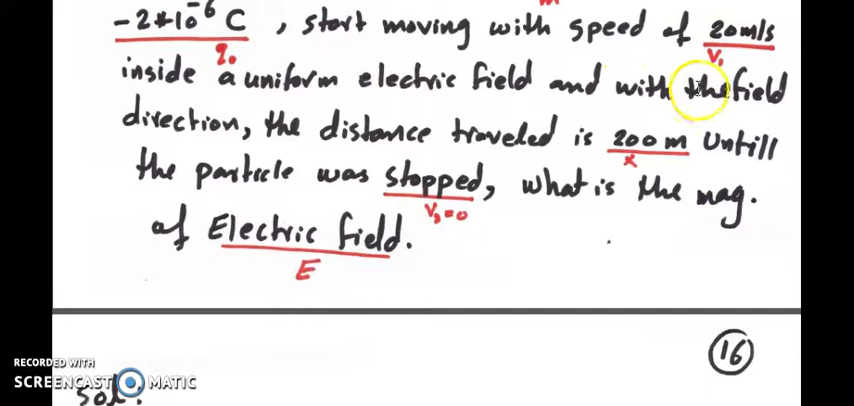 m
-2*10^-6 C , start moving with speed of 20m/s
q.
V₁
inside a uniform electric field and with the field
direction, the distance traveled is 200 m Untill
x
the particle was stopped, what is the mag.
V₂=0
of Electric field.
E
16
RECORDED WITH
SCREENCAST MATIC
sol: